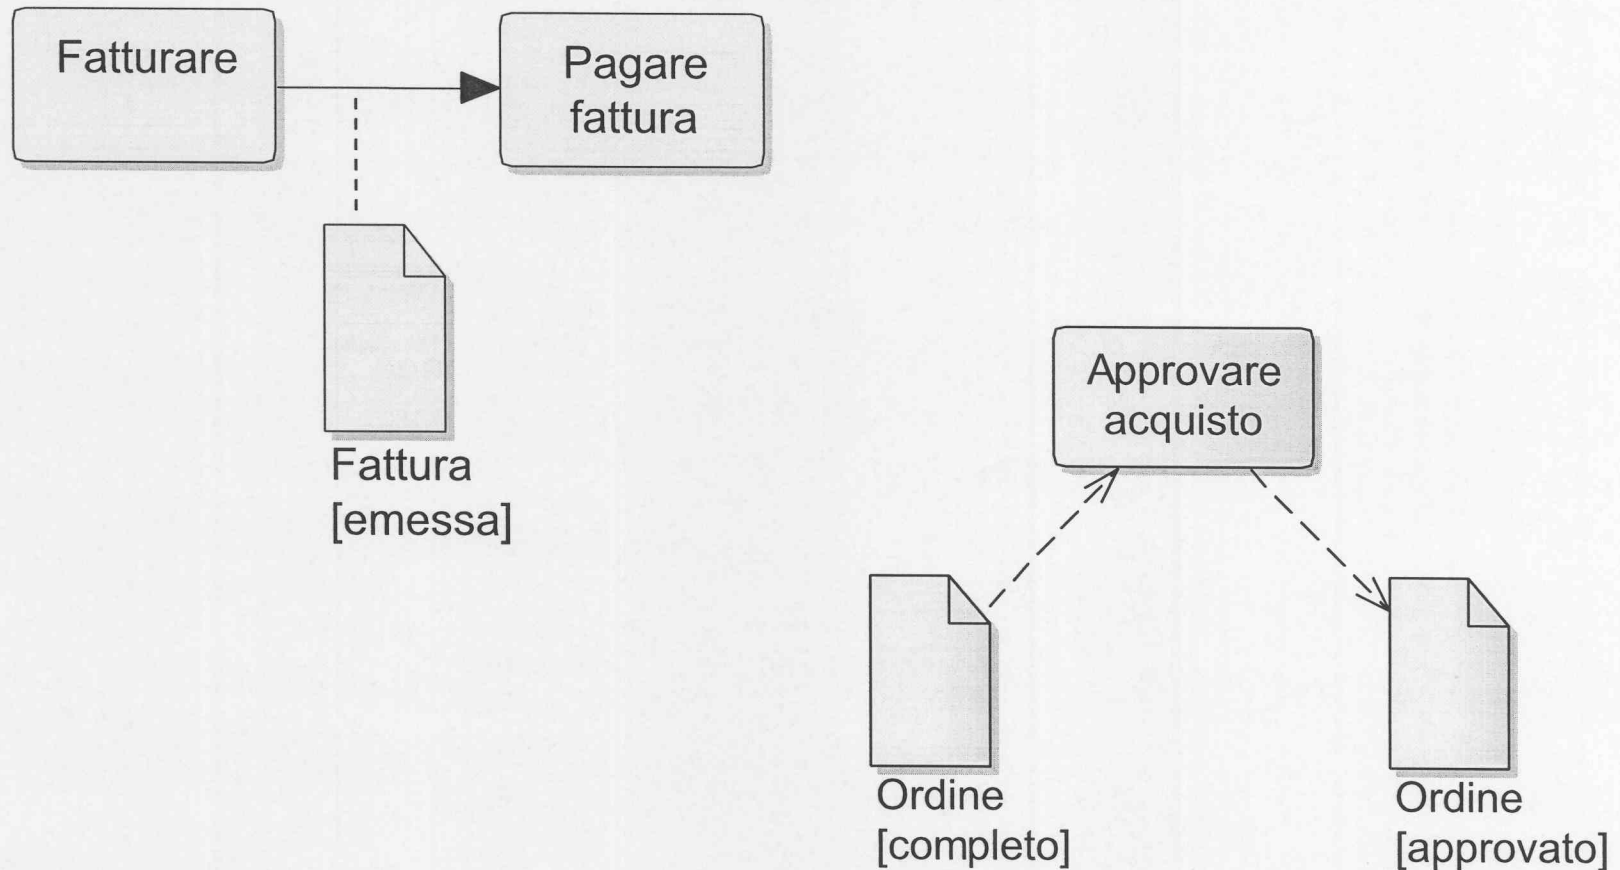 Fatturare
Pagare
fattura
Fattura
[emessa]
Approvare
acquisto
Ordine
[completo]
Ordine
[approvato]